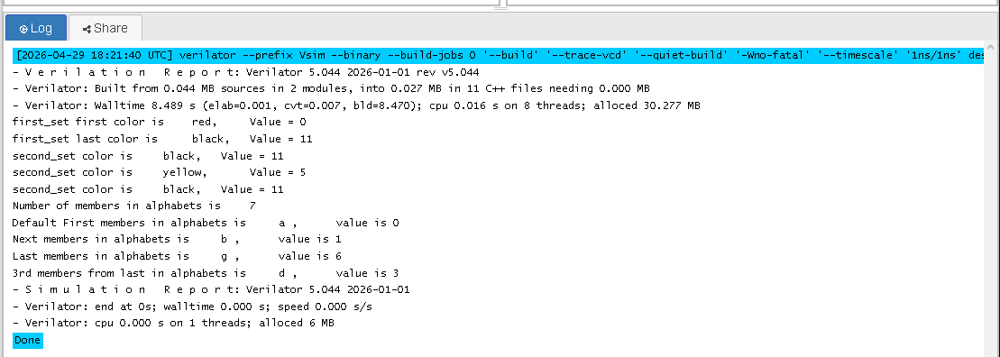 Log
Share
[2026-04-29 18:21:40 UTC] verilator --prefix Vsim --binary --build-jobs 0 '--build' '--trace-vcd' '--quiet-build' '-Wno-fatal' '--timescale' '1ns/1ns' des
- V e r i l a t i o n   R e p o r t: Verilator 5.044 2026-01-01 rev v5.044
- Verilator: Built from 0.044 MB sources in 2 modules, into 0.027 MB in 11 C++ files needing 0.000 MB
- Verilator: Walltime 8.489 s (elab=0.001, cvt=0.007, bld=8.470); cpu 0.016 s on 8 threads; alloced 30.277 MB
first_set first color is    red,     Value = 0
first_set last color is     black,   Value = 11
second_set color is     black,   Value = 11
second_set color is     yellow,       Value = 5
second_set color is     black,   Value = 11
Number of members in alphabets is    7
Default First members in alphabets is     a ,      value is 0
Next members in alphabets is     b ,      value is 1
Last members in alphabets is     g ,      value is 6
3rd members from last in alphabets is     d ,      value is 3
- S i m u l a t i o n   R e p o r t: Verilator 5.044 2026-01-01
- Verilator: end at 0s; walltime 0.000 s; speed 0.000 s/s
- Verilator: cpu 0.000 s on 1 threads; alloced 6 MB
Done